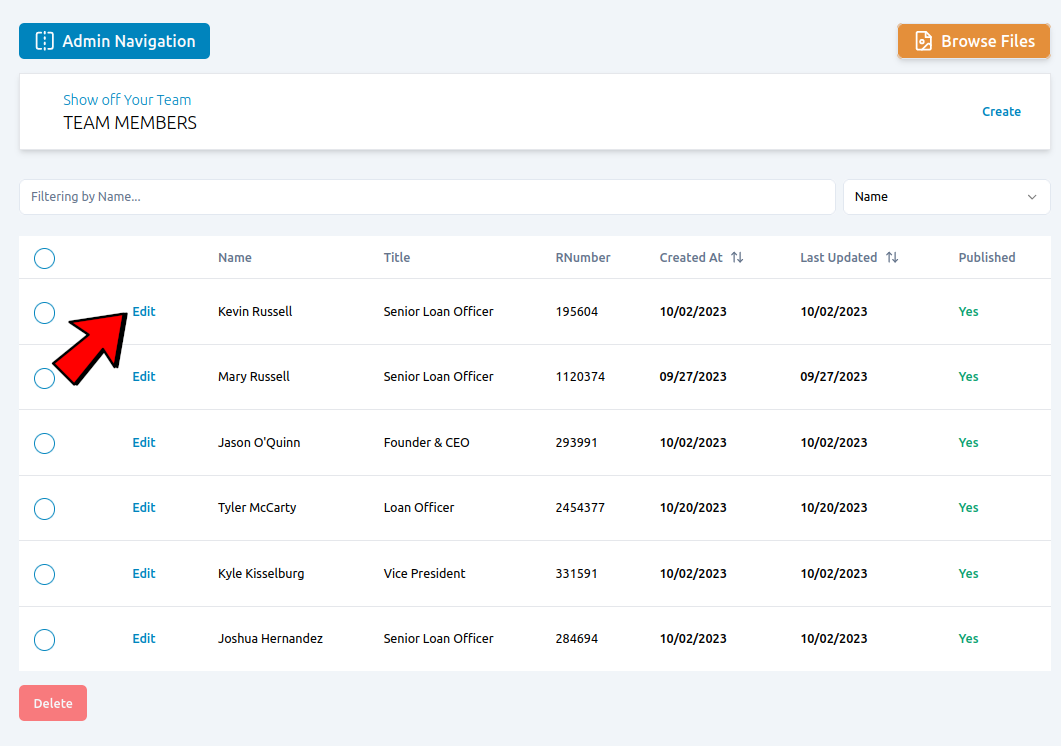 Admin Navigation
Browse Files
Show off Your Team
TEAM MEMBERS
Create
Filtering by Name...
Name
Name Title RNumber Created At Last Updated Published
Edit Kevin Russell Senior Loan Officer 195604 10/02/2023 10/02/2023 Yes
Edit Mary Russell Senior Loan Officer 1120374 09/27/2023 09/27/2023 Yes
Edit Jason O'Quinn Founder & CEO 293991 10/02/2023 10/02/2023 Yes
Edit Tyler McCarty Loan Officer 2454377 10/20/2023 10/20/2023 Yes
Edit Kyle Kisselburg Vice President 331591 10/02/2023 10/02/2023 Yes
Edit Joshua Hernandez Senior Loan Officer 284694 10/02/2023 10/02/2023 Yes
Delete